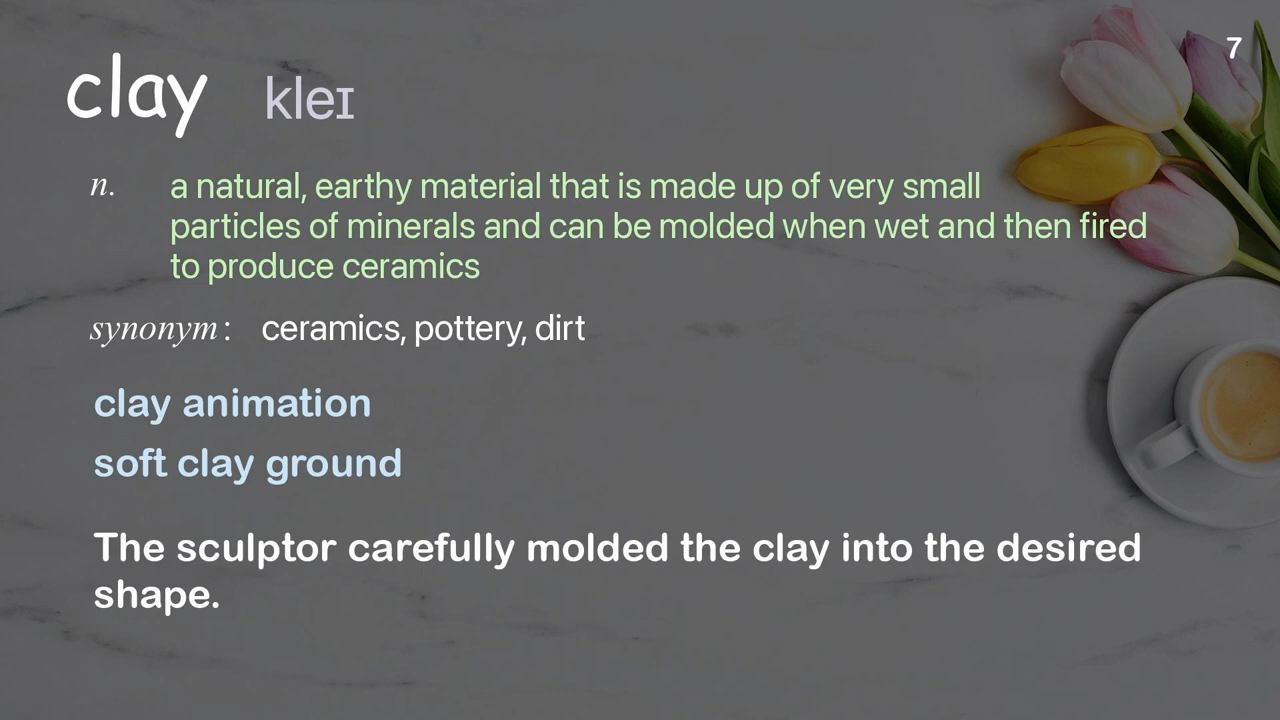 7
clay kleɪ
n. a natural, earthy material that is made up of very small
particles of minerals and can be molded when wet and then fired
to produce ceramics
synonym: ceramics, pottery, dirt
clay animation
soft clay ground
The sculptor carefully molded the clay into the desired
shape.